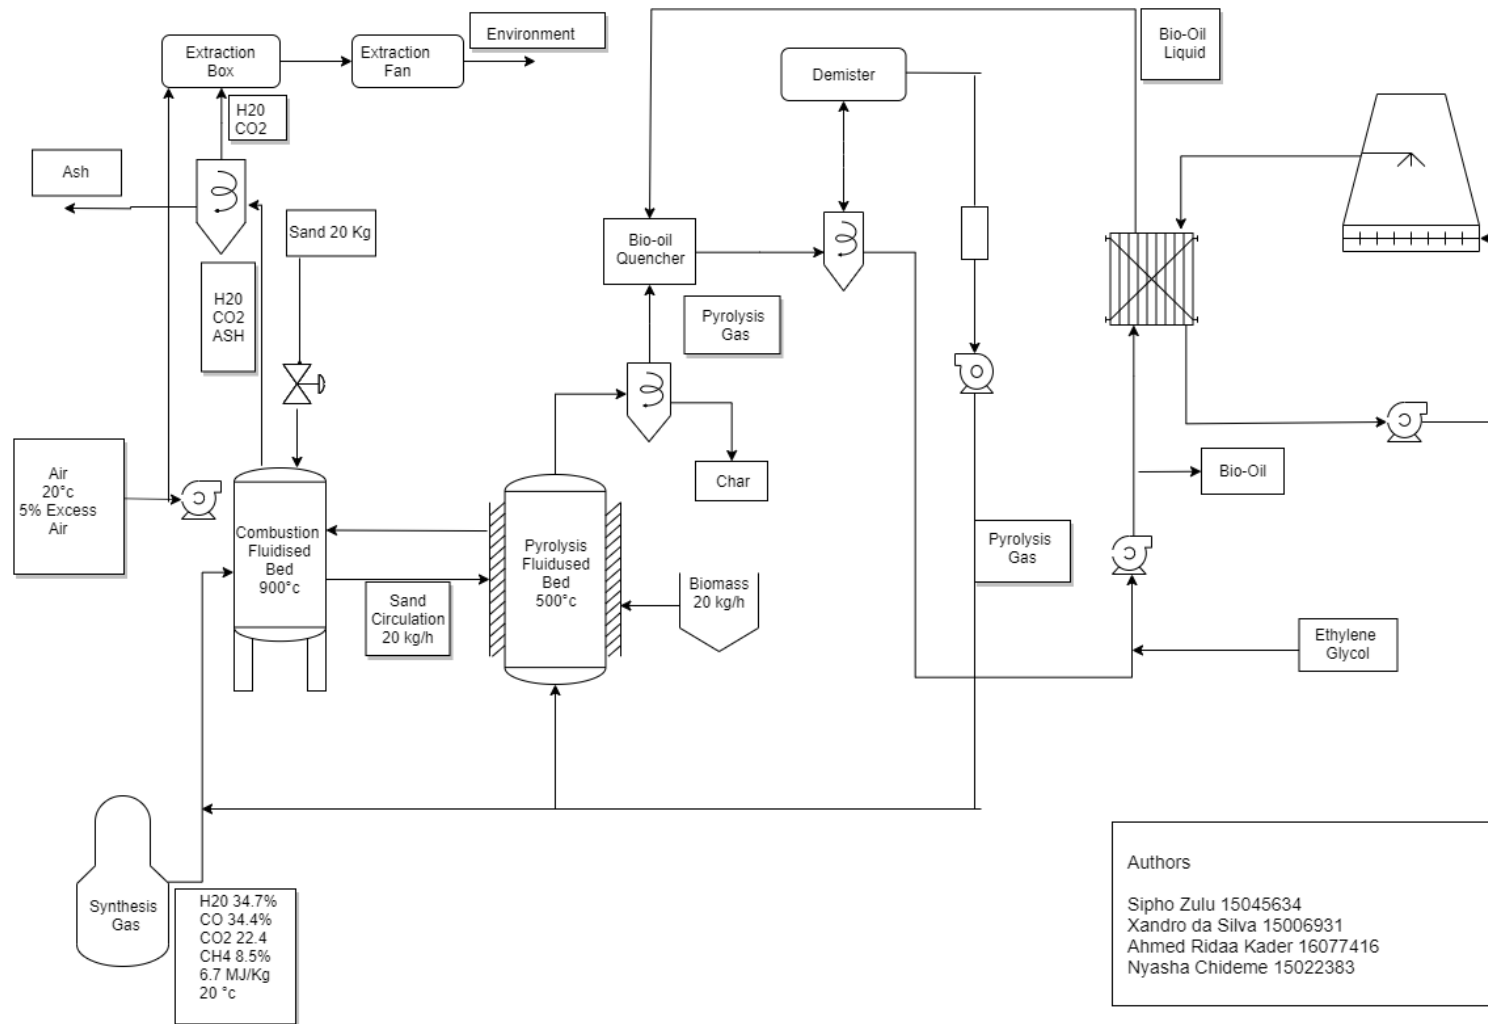 Environment
Extraction
Box
Extraction
Fan
H20
CO2
Ash
Sand 20 Kg
H20
CO2
ASH
Demister
Bio-Oil
Liquid
Bio-oil
Quencher
Pyrolysis
Gas
Char
Bio-Oil
Air
20°c
5% Excess
Air
Combustion
Fluidised
Bed
900°c
Sand
Circulation
20 kg/h
Pyrolysis
Fluidused
Bed
500°c
Biomass
20 kg/h
Pyrolysis
Gas
Ethylene
Glycol
Synthesis
Gas
H20 34.7%
CO 34.4%
CO2 22.4
CH4 8.5%
6.7 MJ/Kg
20 °c
Authors
Sipho Zulu 15045634
Xandro da Silva 15006931
Ahmed Ridaa Kader 16077416
Nyasha Chideme 15022383